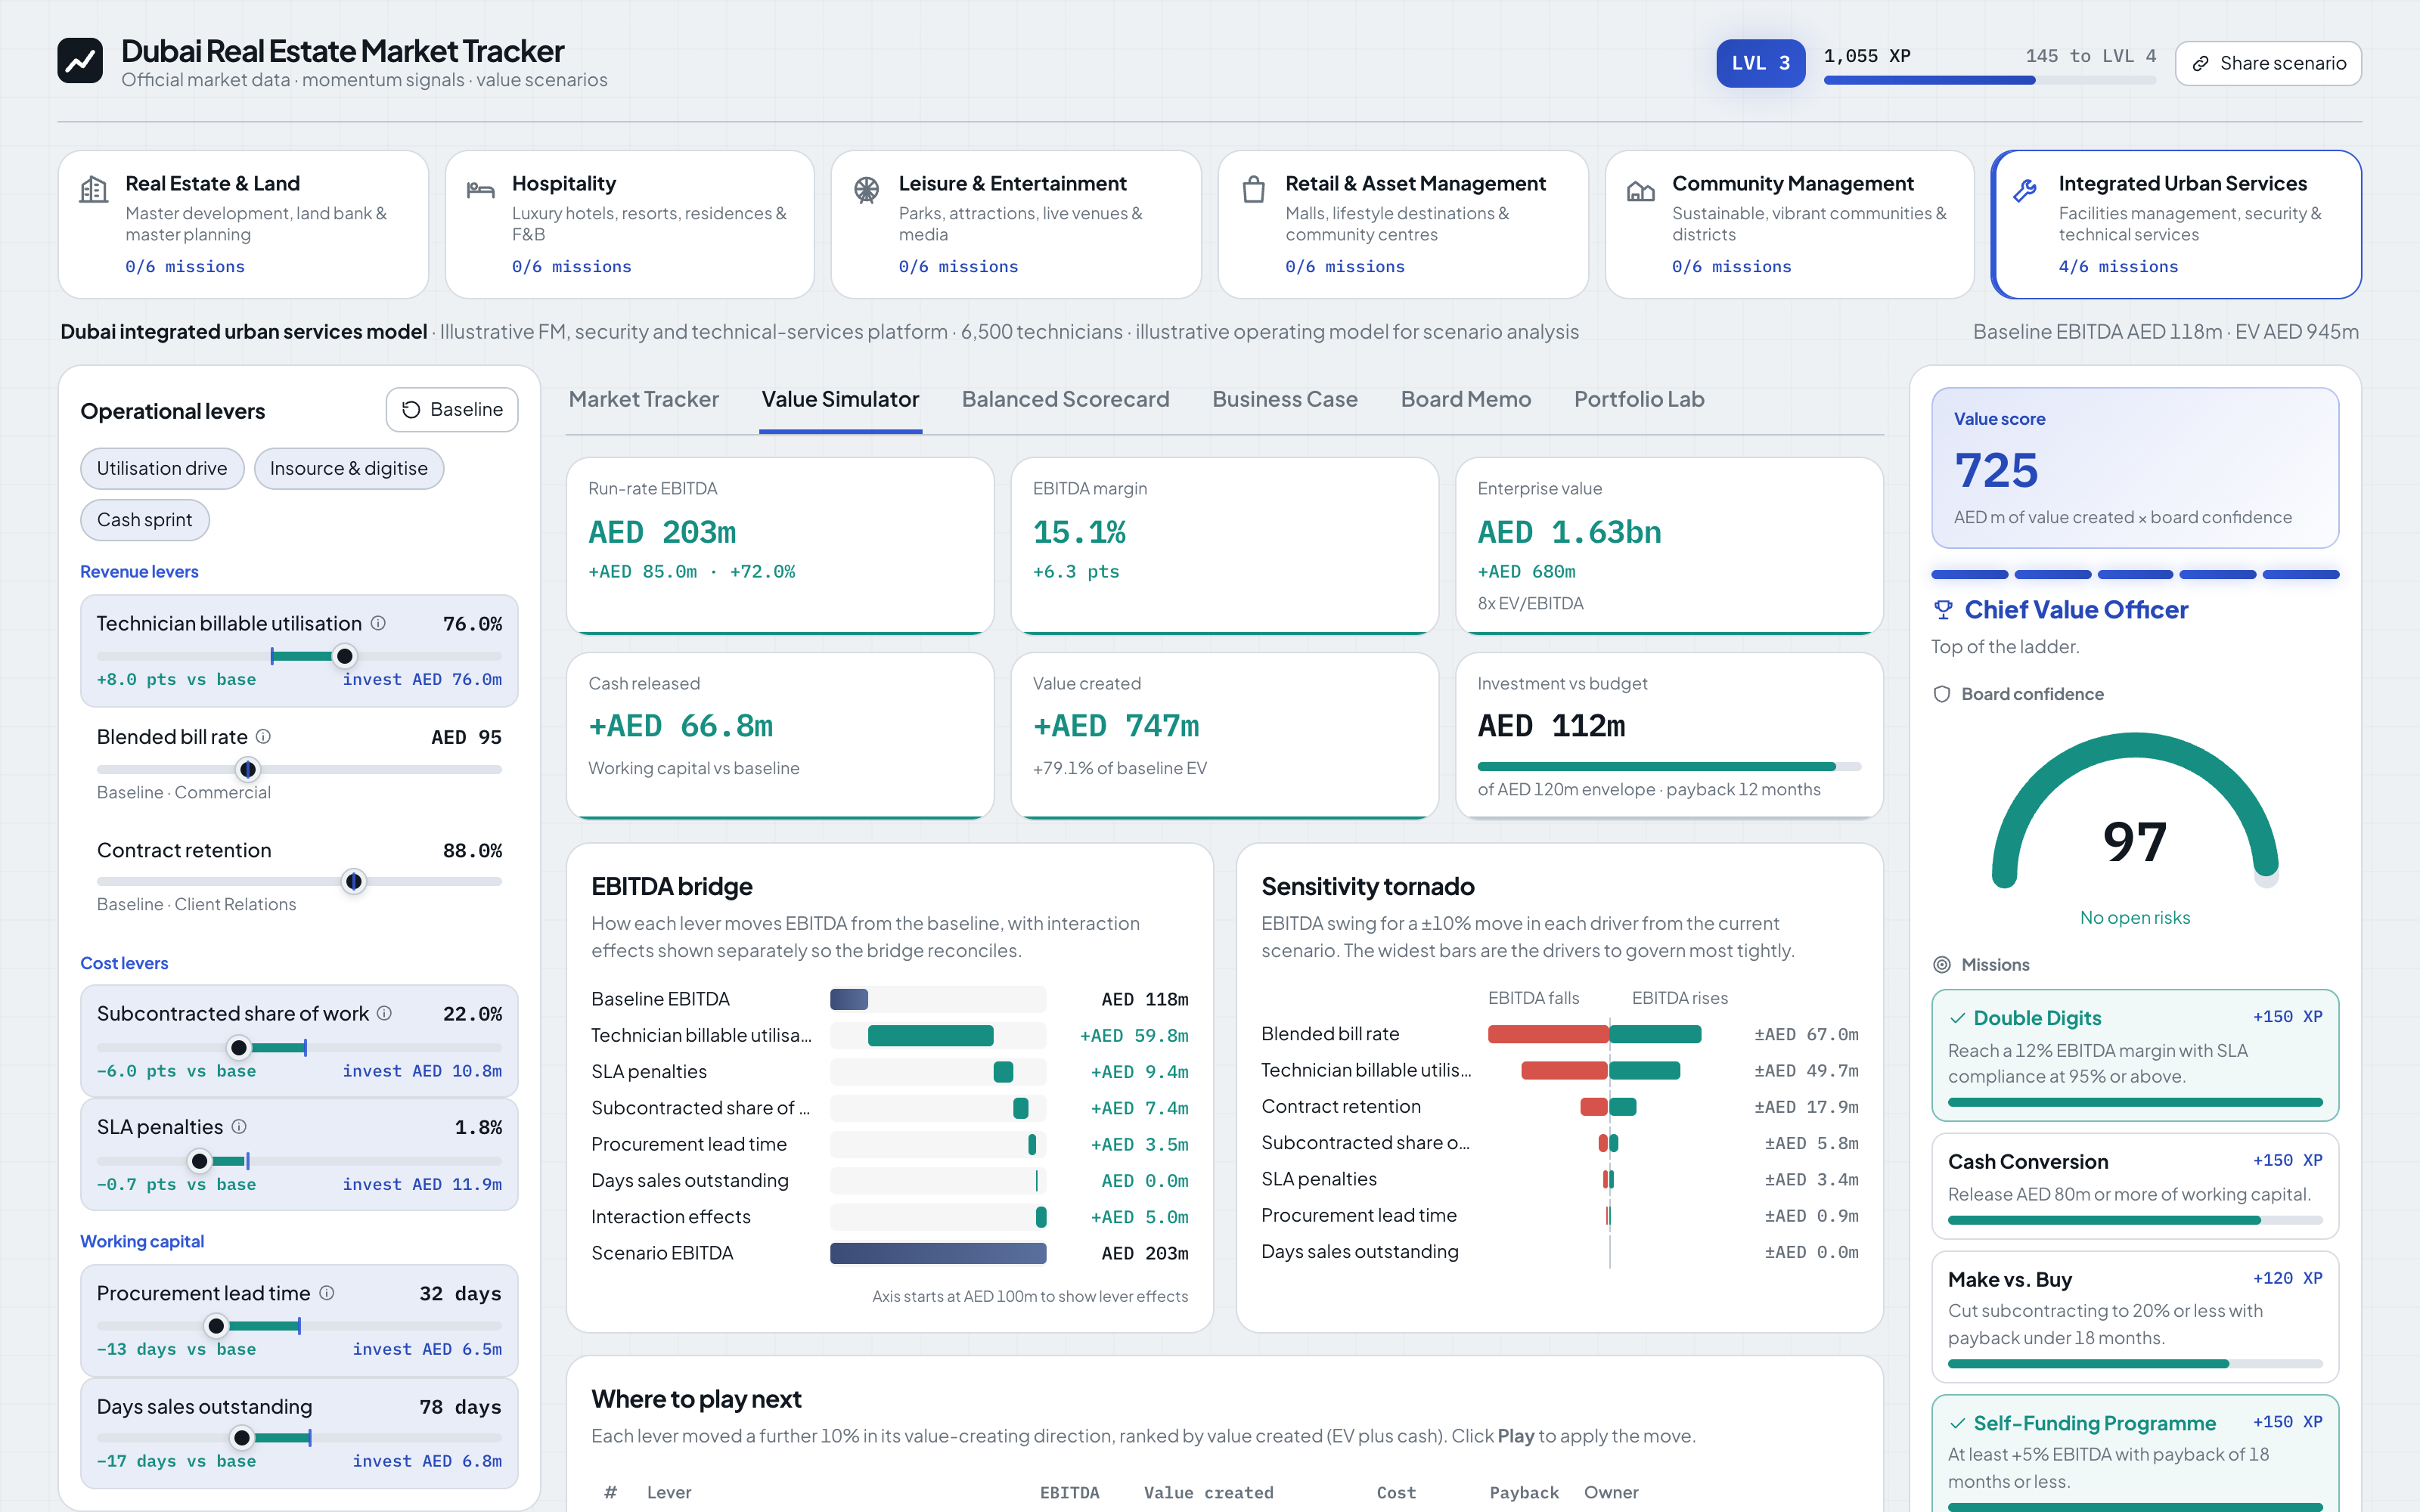 Dubai Real Estate Market Tracker
Official market data · momentum signals · value scenarios
LVL 3
1,055 XP
145 to LVL 4
Share scenario
Real Estate & Land
Master development, land bank &
master planning
0/6 missions
Hospitality
Luxury hotels, resorts, residences &
F&B
0/6 missions
Leisure & Entertainment
Parks, attractions, live venues &
media
0/6 missions
Retail & Asset Management
Malls, lifestyle destinations &
community centres
0/6 missions
Community Management
Sustainable, vibrant communities &
districts
0/6 missions
Integrated Urban Services
Facilities management, security &
technical services
4/6 missions
Dubai integrated urban services model · Illustrative FM, security and technical-services platform · 6,500 technicians · illustrative operating model for scenario analysis
Baseline EBITDA AED 118m · EV AED 945m
Operational levers
Baseline
Utilisation drive
Insource & digitise
Cash sprint
Revenue levers
Technician billable utilisation
76.0%
+8.0 pts vs base
invest AED 76.0m
Blended bill rate
AED 95
Baseline · Commercial
Contract retention
88.0%
Baseline · Client Relations
Cost levers
Subcontracted share of work
22.0%
−6.0 pts vs base
invest AED 10.8m
SLA penalties
1.8%
−0.7 pts vs base
invest AED 11.9m
Working capital
Procurement lead time
32 days
−13 days vs base
invest AED 6.5m
Days sales outstanding
78 days
−17 days vs base
invest AED 6.8m
Market Tracker
Value Simulator
Balanced Scorecard
Business Case
Board Memo
Portfolio Lab
Run-rate EBITDA
AED 203m
+AED 85.0m · +72.0%
EBITDA margin
15.1%
+6.3 pts
Enterprise value
AED 1.63bn
+AED 680m
8x EV/EBITDA
Cash released
+AED 66.8m
Working capital vs baseline
Value created
+AED 747m
+79.1% of baseline EV
Investment vs budget
AED 112m
of AED 120m envelope · payback 12 months
EBITDA bridge
How each lever moves EBITDA from the baseline, with interaction
effects shown separately so the bridge reconciles.
Baseline EBITDA
AED 118m
Technician billable utilisa...
+AED 59.8m
SLA penalties
+AED 9.4m
Subcontracted share of ...
+AED 7.4m
Procurement lead time
+AED 3.5m
Days sales outstanding
AED 0.0m
Interaction effects
+AED 5.0m
Scenario EBITDA
AED 203m
Axis starts at AED 100m to show lever effects
Sensitivity tornado
EBITDA swing for a ±10% move in each driver from the current
scenario. The widest bars are the drivers to govern most tightly.
EBITDA falls
EBITDA rises
Blended bill rate
±AED 67.0m
Technician billable utilis...
±AED 49.7m
Contract retention
±AED 17.9m
Subcontracted share o...
±AED 5.8m
SLA penalties
±AED 3.4m
Procurement lead time
±AED 0.9m
Days sales outstanding
±AED 0.0m
Where to play next
Each lever moved a further 10% in its value-creating direction, ranked by value created (EV plus cash). Click Play to apply the move.
#
Lever
EBITDA
Value created
Cost
Payback
Owner
Value score
725
AED m of value created × board confidence
Chief Value Officer
Top of the ladder.
Board confidence
97
No open risks
Missions
Double Digits
+150 XP
Reach a 12% EBITDA margin with SLA
compliance at 95% or above.
Cash Conversion
+150 XP
Release AED 80m or more of working capital.
Make vs. Buy
+120 XP
Cut subcontracting to 20% or less with
payback under 18 months.
Self-Funding Programme
+150 XP
At least +5% EBITDA with payback of 18
months or less.